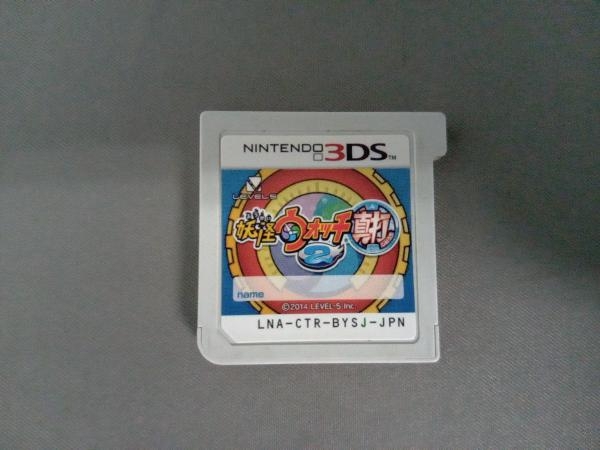 NINTENDO 3DS™
LEVEL5
妖怪ウォッチ2 真打
name
©2014 LEVEL-5 Inc.
LNA-CTR-BYSJ-JPN